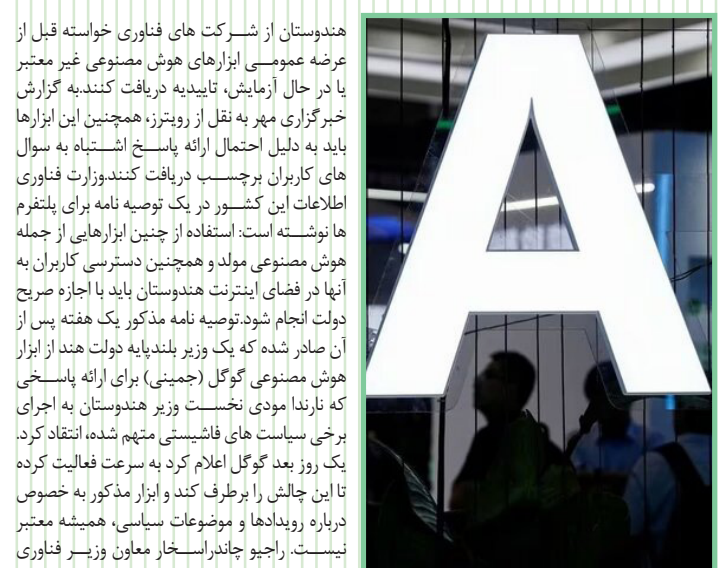 هندوستان از شرکت های فناوری خواسته قبل از
عرضه عمومی ابزارهای هوش مصنوعی غیر معتبر
یا در حال آزمایش، تاییدیه دریافت کنند.به گزارش
خبرگزاری مهر به نقل از رویترز، همچنین این ابزارها
باید به دلیل احتمال ارائه پاسخ اشتباه به سوال
های کاربران برچسب دریافت کنند.وزارت فناوری
اطلاعات این کشور در یک توصیه نامه برای پلتفرم
ها نوشته است: استفاده از چنین ابزارهایی از جمله
هوش مصنوعی مولد و همچنین دسترسی کاربران به
آنها در فضای اینترنت هندوستان باید با اجازه صریح
دولت انجام شود.توصیه نامه مذکور یک هفته پس از
آن صادر شده که یک وزیر بلندپایه دولت هند از ابزار
هوش مصنوعی گوگل (جمینی) برای ارائه پاسخی
که نارندا مودی نخست وزیر هندوستان به اجرای
برخی سیاست های فاشیستی متهم شده، انتقاد کرد.
یک روز بعد گوگل اعلام کرد به سرعت فعالیت کرده
تا این چالش را برطرف کند و ابزار مذکور به خصوص
درباره رویدادها و موضوعات سیاسی، همیشه معتبر
نیست. راجیو چاندراسخار معاون وزیر فناوری
A